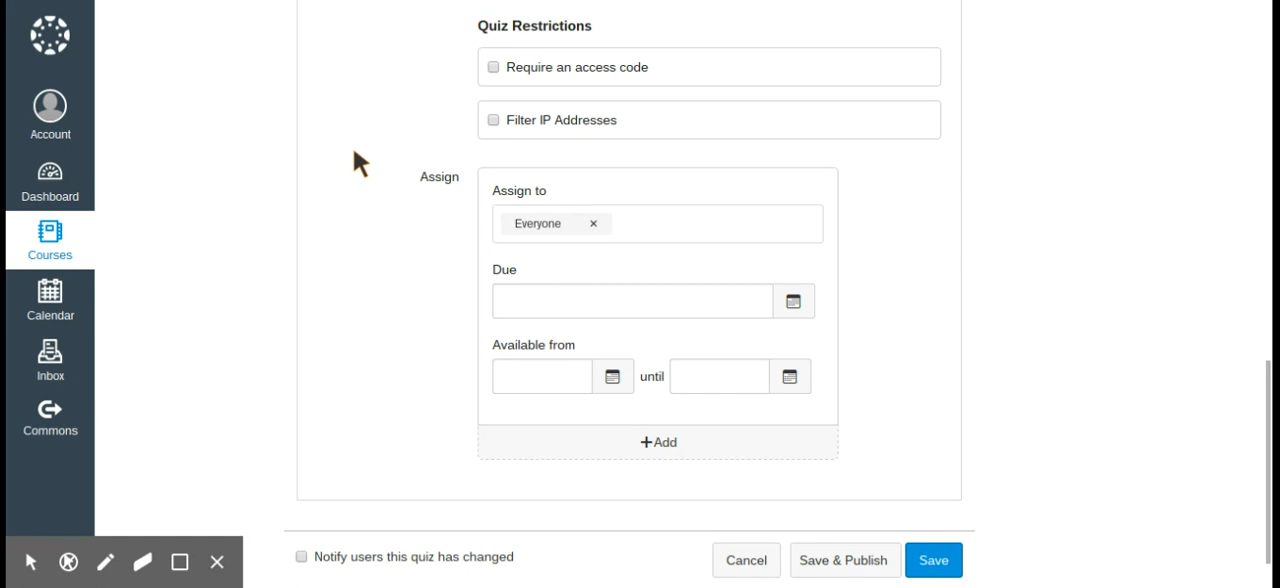 Account
Dashboard
Courses
Calendar
Inbox
Commons
Quiz Restrictions
Require an access code
Filter IP Addresses
Assign
Assign to
Everyone ×
Due
Available from
until
+Add
Notify users this quiz has changed
Cancel
Save & Publish
Save